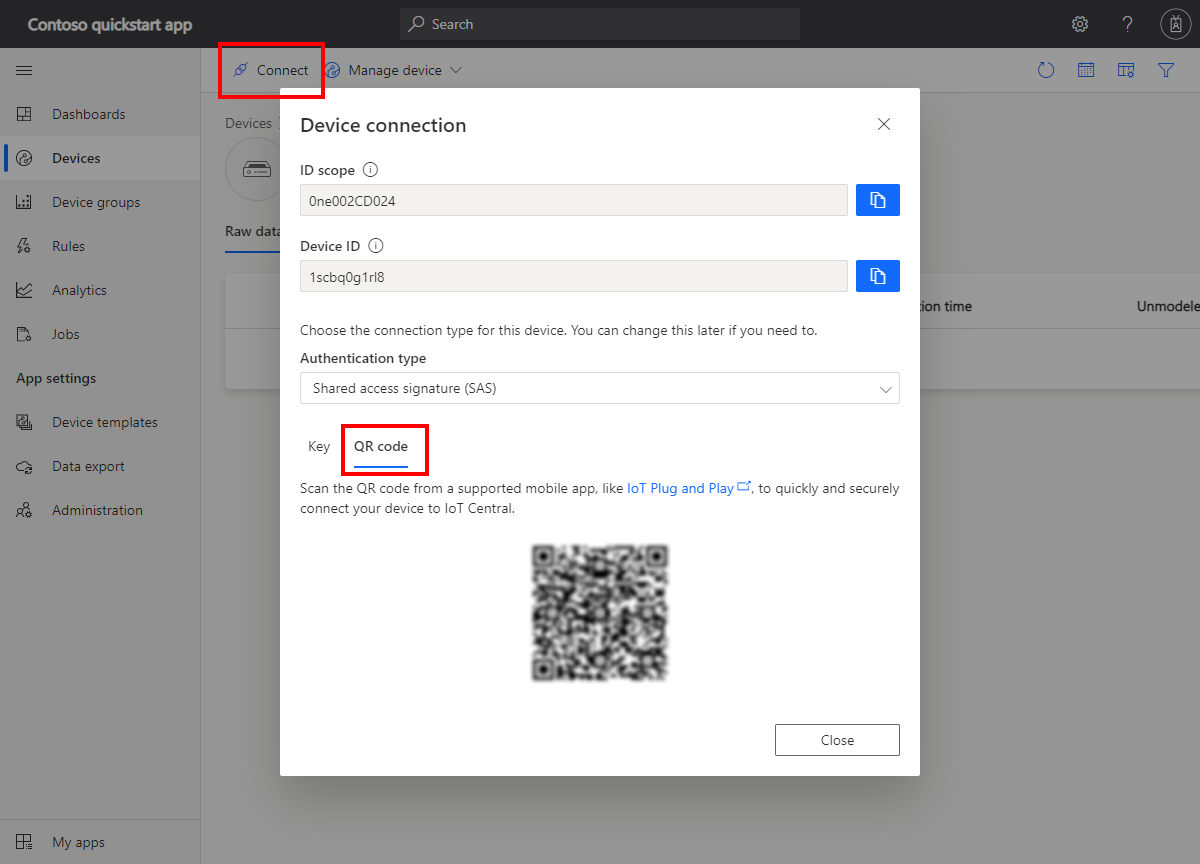 Contoso quickstart app
Search
Connect
Manage device
Dashboards
Devices
Device groups
Rules
Analytics
Jobs
App settings
Device templates
Data export
Administration
My apps
Devices
Raw data
Device connection
ID scope
0ne002CD024
Device ID
1scbq0g1rl8
Choose the connection type for this device. You can change this later if you need to.
Authentication type
Shared access signature (SAS)
Key
QR code
Scan the QR code from a supported mobile app, like IoT Plug and Play, to quickly and securely
connect your device to IoT Central.
Close
time